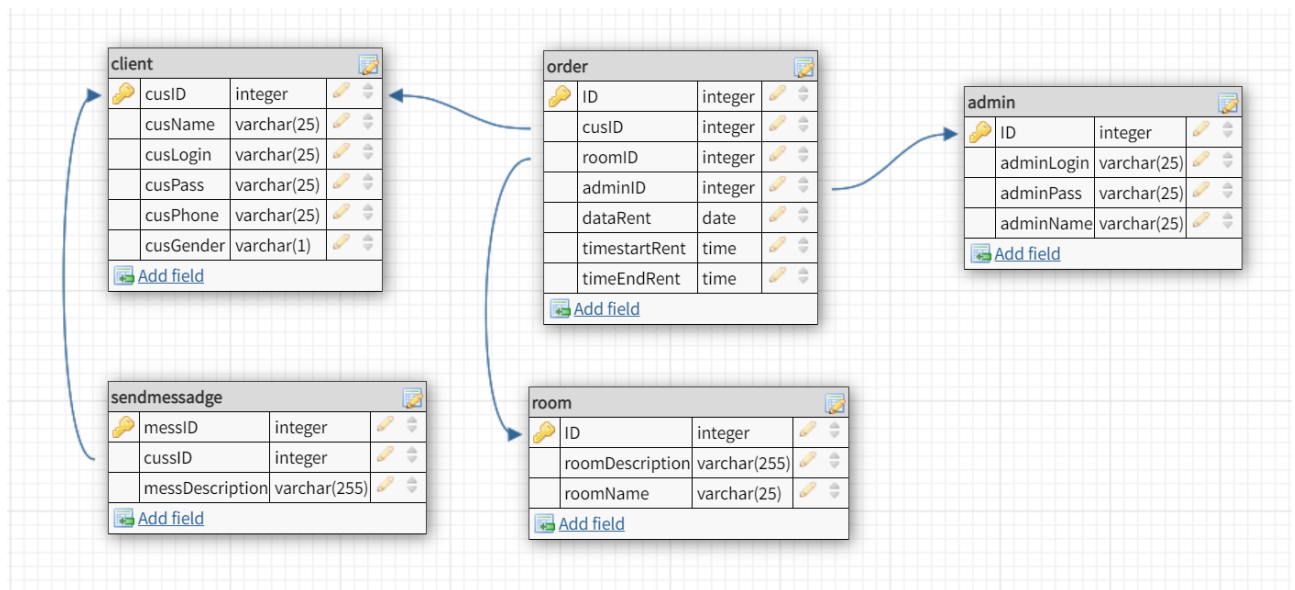 client
cusID integer
cusName varchar(25)
cusLogin varchar(25)
cusPass varchar(25)
cusPhone varchar(25)
cusGender varchar(1)
Add field
order
ID integer
cusID integer
roomID integer
adminID integer
dataRent date
timestartRent time
timeEndRent time
Add field
admin
ID integer
adminLogin varchar(25)
adminPass varchar(25)
adminName varchar(25)
Add field
sendmessadge
messID integer
cussID integer
messDescription varchar(255)
Add field
room
ID integer
roomDescription varchar(255)
roomName varchar(25)
Add field